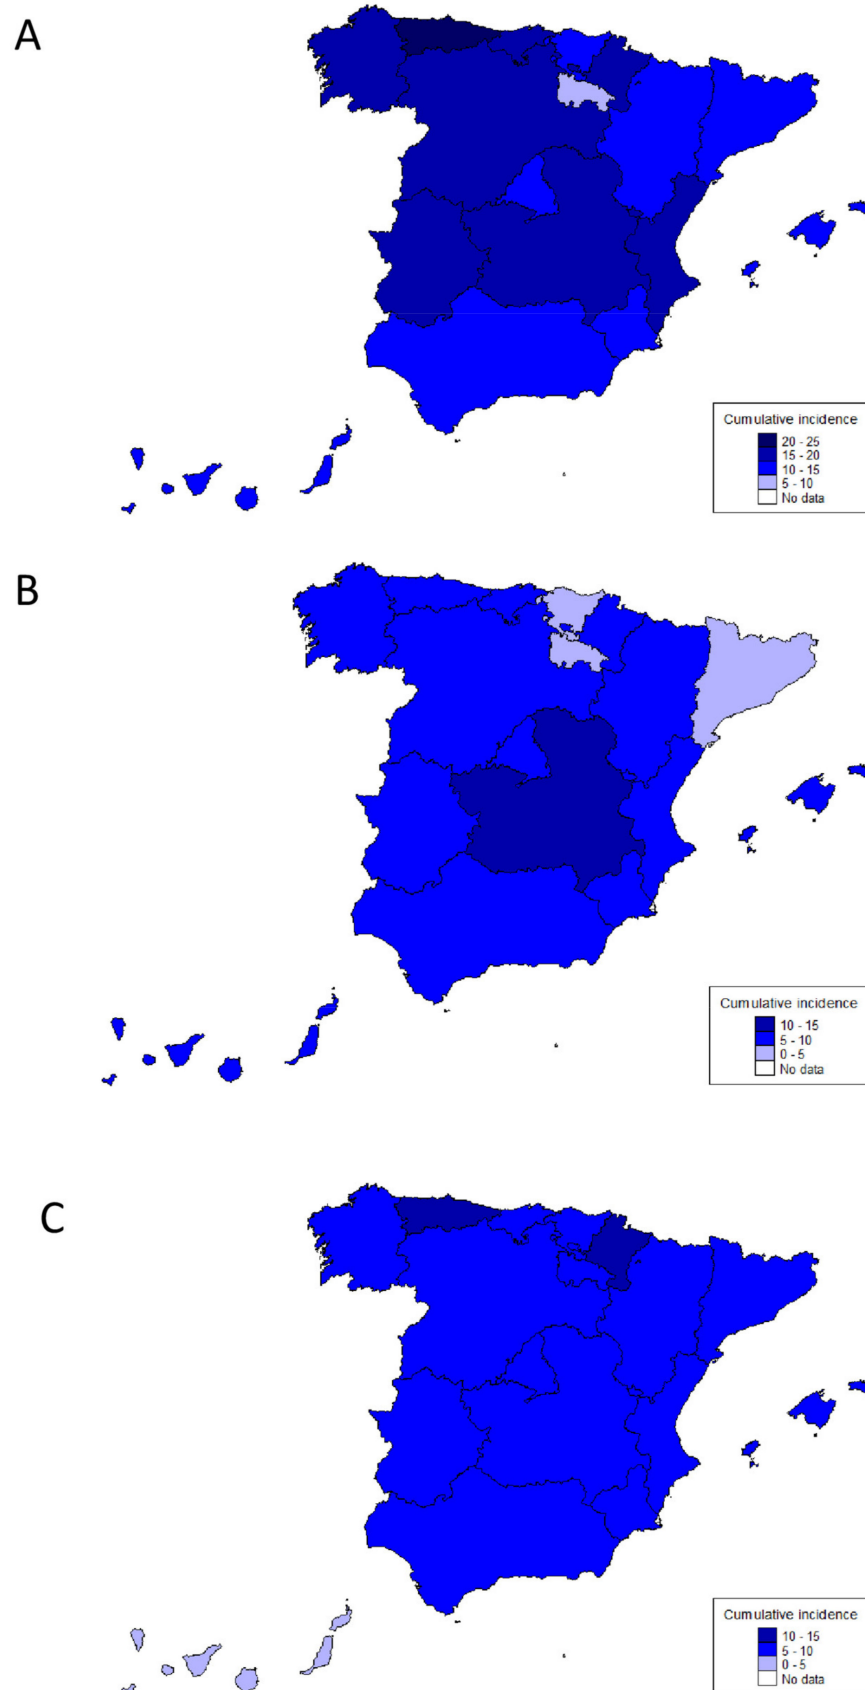 A
Cumulative incidence
20 - 25
15 - 20
10 - 15
5 - 10
No data
B
Cumulative incidence
10 - 15
5 - 10
0 - 5
No data
C
Cumulative incidence
10 - 15
5 - 10
0 - 5
No data